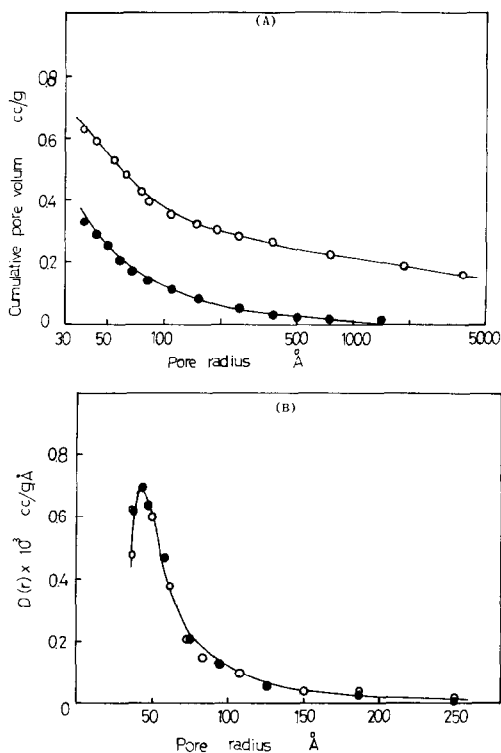 (A)
Cumulative pore volum cc/g
0.8
0.6
0.4
0.2
0
30 50 100 500 1000 5000
Pore radius Å
(B)
D(r) x 10³ cc/gÅ
0.8
0.6
0.4
0.2
0
50 100 150 200 250
Pore radius Å